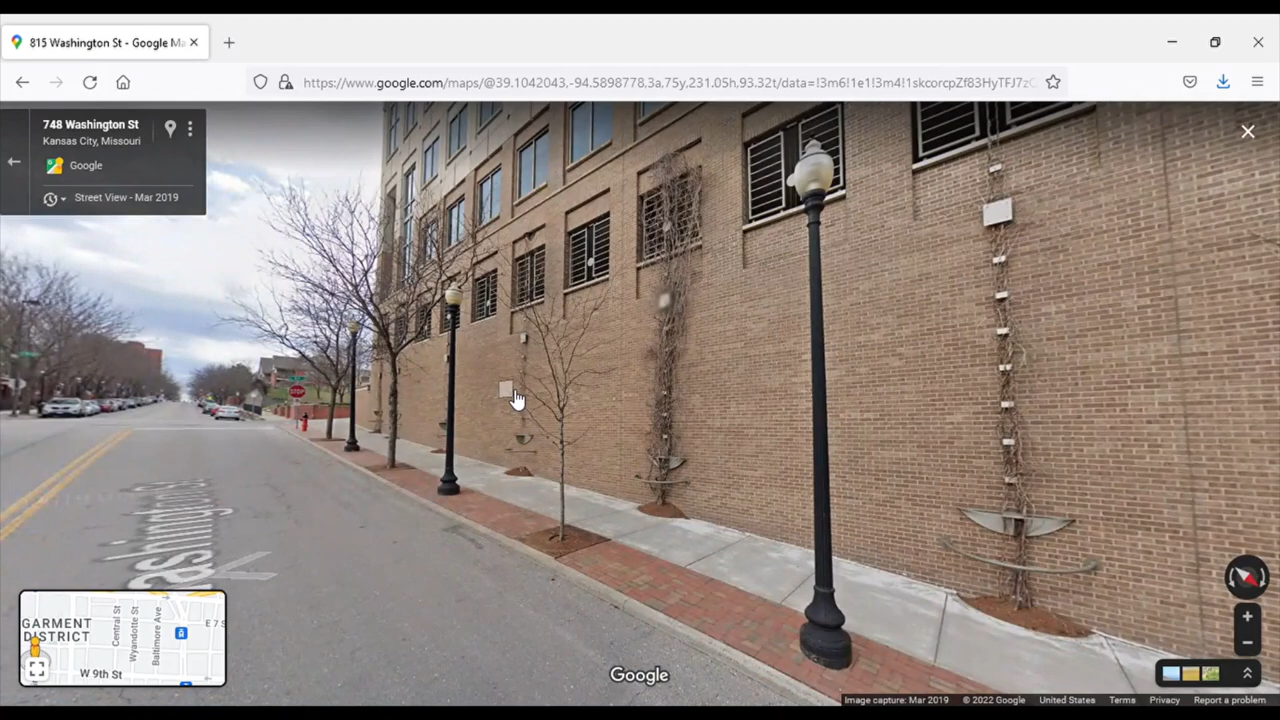 815 Washington St - Google Ma
https://www.google.com/maps/@39.1042043,-94.5898778,3a,75y,231.05h,93.32t/data=!3m6!1e1!3m4!1skcorcpZf83HyTFJ7z
748 Washington St
Kansas City, Missouri
Google
Street View - Mar 2019
STOP
ashington St
GARMENT
DISTRICT
Central St
Wyandotte St
Baltimore Ave
E 7
W 9th St
Google
Image capture: Mar 2019 © 2022 Google United States Terms Privacy Report a problem